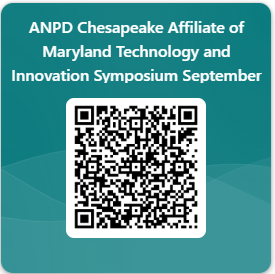 ANPD Chesapeake Affiliate of
Maryland Technology and
Innovation Symposium September